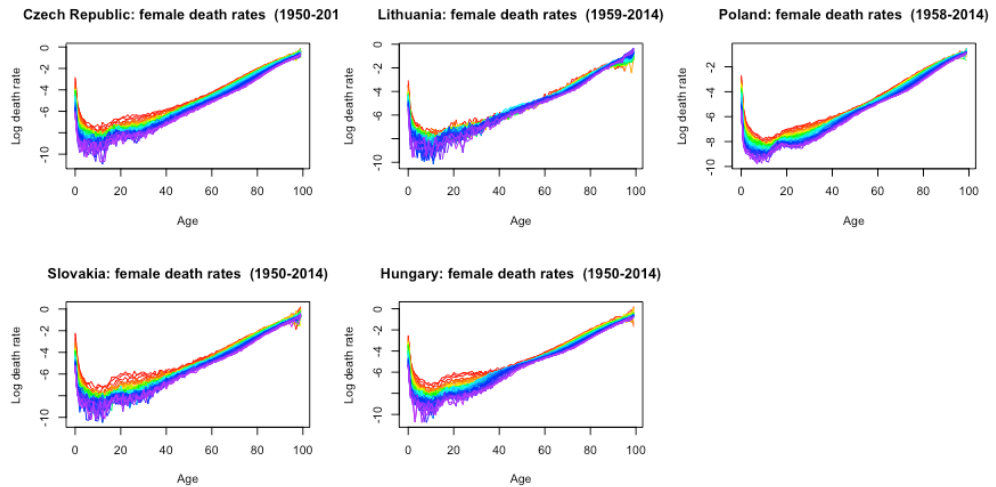 Czech Republic: female death rates (1950-201
Log death rate
0
-2
-4
-6
-8
-10
0 20 40 60 80 100
Age
Lithuania: female death rates (1959-2014)
Log death rate
0
-2
-4
-6
-8
-10
0 20 40 60 80 100
Age
Poland: female death rates (1958-2014)
Log death rate
-2
-4
-6
-8
-10
0 20 40 60 80 100
Age
Slovakia: female death rates (1950-2014)
Log death rate
0
-2
-4
-6
-8
-10
0 20 40 60 80 100
Age
Hungary: female death rates (1950-2014)
Log death rate
0
-2
-4
-6
-8
-10
0 20 40 60 80 100
Age